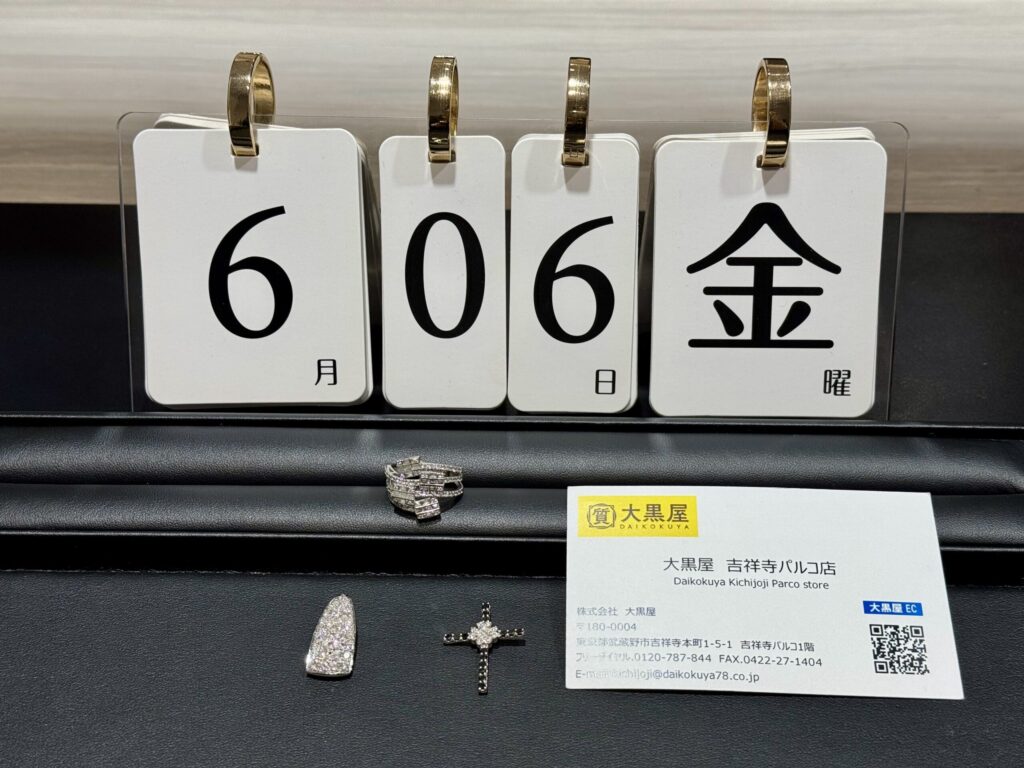 6月
06日
金曜
質 大黒屋
DAIKOKUYA
大黒屋 吉祥寺パルコ店
Daikokuya Kichijoji Parco store
株式会社 大黒屋
〒180-0004
東京都武蔵野市吉祥寺本町1-5-1 吉祥寺パルコ1階
フリーダイヤル.0120-787-844 FAX.0422-27-1404
kichijoji@daikokuya78.co.jp
大黒屋 EC